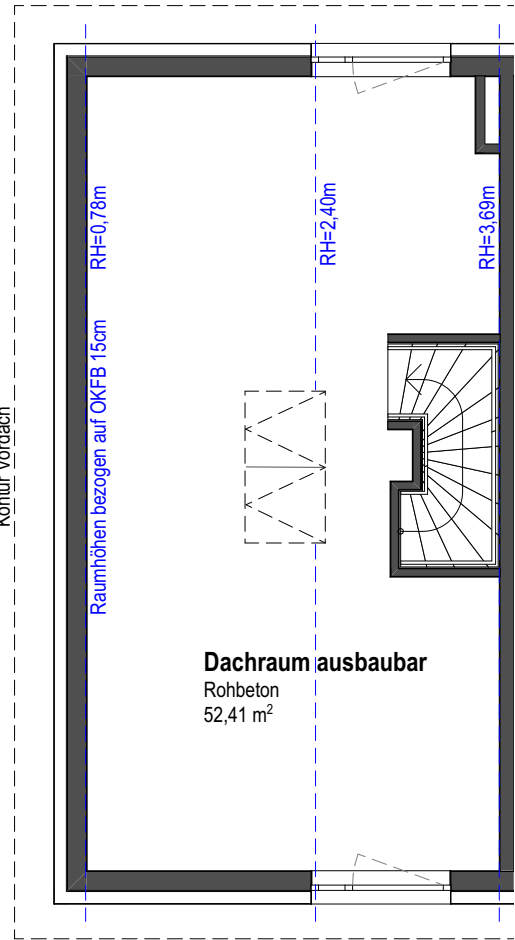 RH=0,78m
RH=2,40m
RH=3,69m
Raumhöhen bezogen auf OKFB 15cm
Kontur Vordach
Dachraum ausbaubar
Rohbeton
52,41 m²